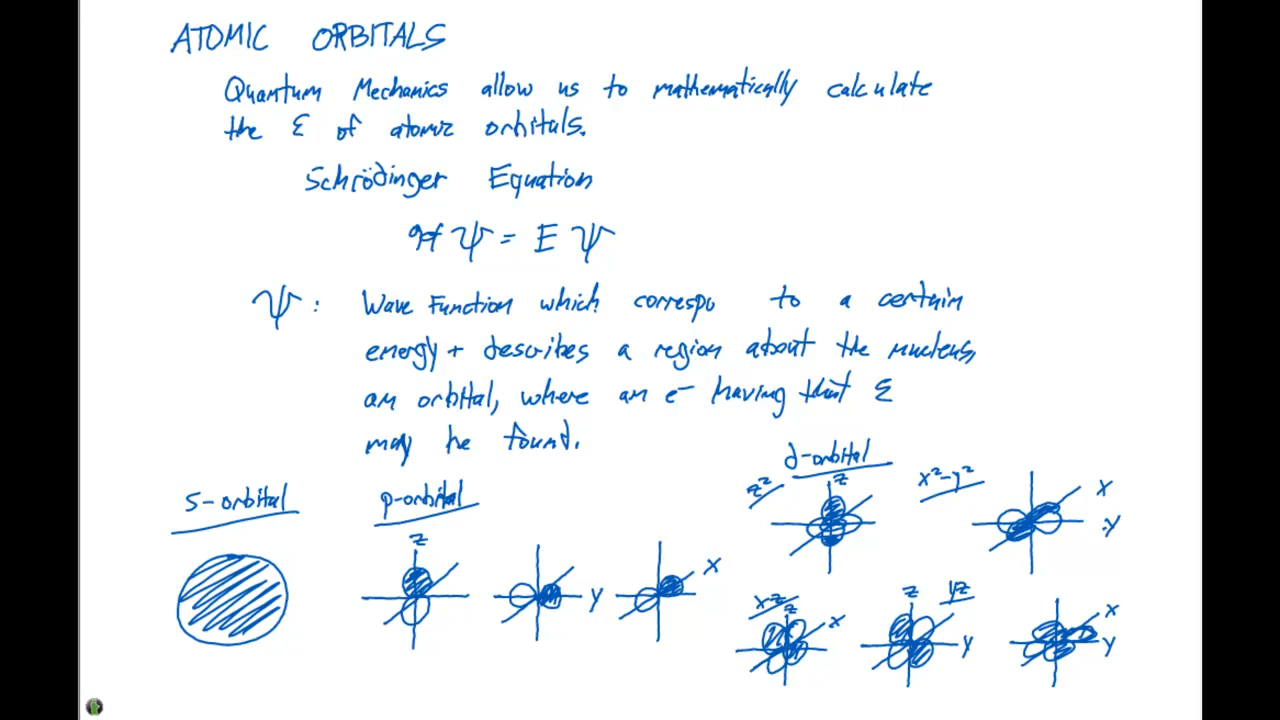 ATOMIC ORBITALS
Quantum Mechanics allow us to mathematically calculate
the E of atomic orbitals.
Schrödinger Equation
ℋΨ = EΨ
Ψ : Wave Function which correspo to a certain
energy + describes a region about the nucleus,
an orbital, where an e⁻ having that E
may be found.
s-orbital
p-orbital
d-orbital
z
y
x
z²
z
x²-y²
x
y
xz
z
x
z
yz
y
x
y